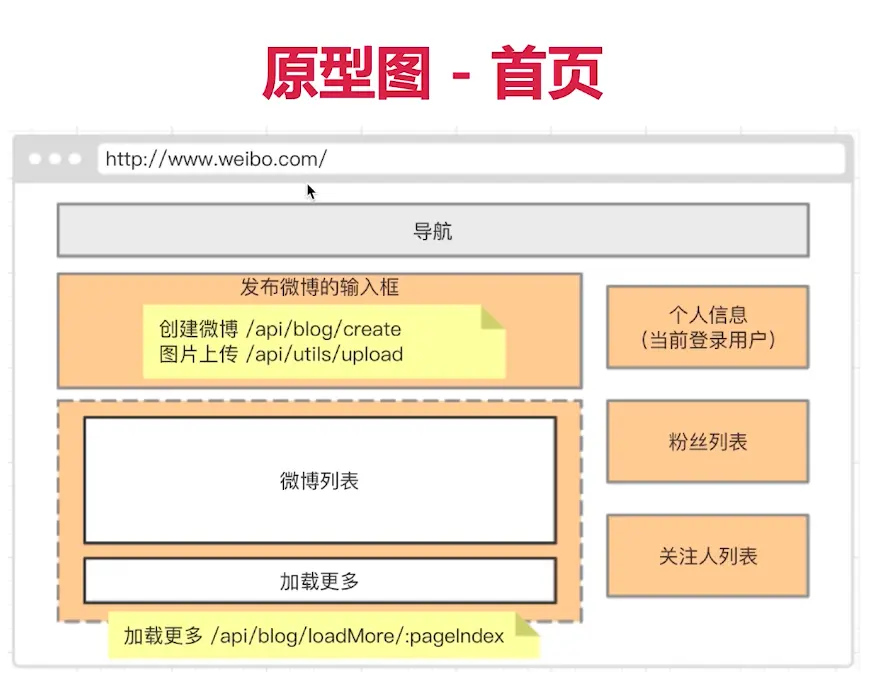 原型图 - 首页
http://www.weibo.com/
导航
发布微博的输入框
创建微博 /api/blog/create
图片上传 /api/utils/upload
个人信息
（当前登录用户）
微博列表
粉丝列表
加载更多
关注人列表
加载更多 /api/blog/loadMore/:pageIndex